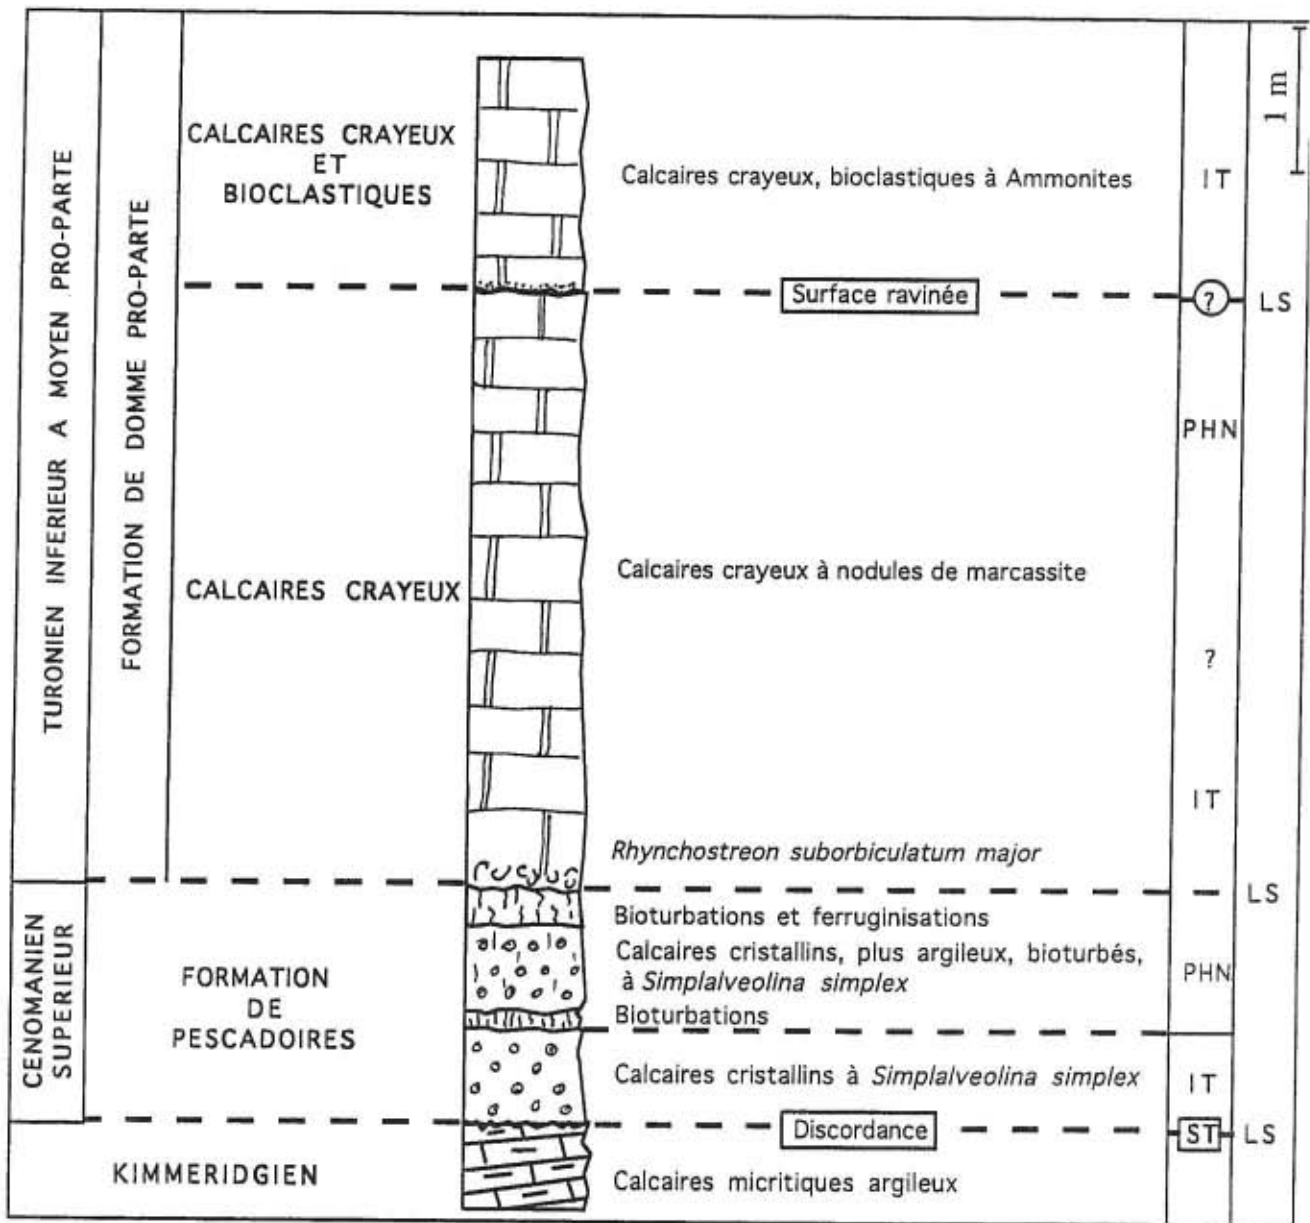 1 m
TURONIEN INFERIEUR A MOYEN PRO-PARTE
FORMATION DE DOMME PRO-PARTE
CALCAIRES CRAYEUX
ET
BIOCLASTIQUES
Calcaires crayeux, bioclastiques à Ammonites
IT
Surface ravinée
?
LS
PHN
CALCAIRES CRAYEUX
Calcaires crayeux à nodules de marcassite
?
IT
Rhynchostreon suborbiculatum major
LS
CENOMANIEN
SUPERIEUR
FORMATION
DE
PESCADOIRES
Bioturbations et ferruginisations
Calcaires cristallins, plus argileux, bioturbés,
à Simplalveolina simplex
PHN
Bioturbations
Calcaires cristallins à Simplalveolina simplex
IT
Discordance
ST
LS
KIMMERIDGIEN
Calcaires micritiques argileux